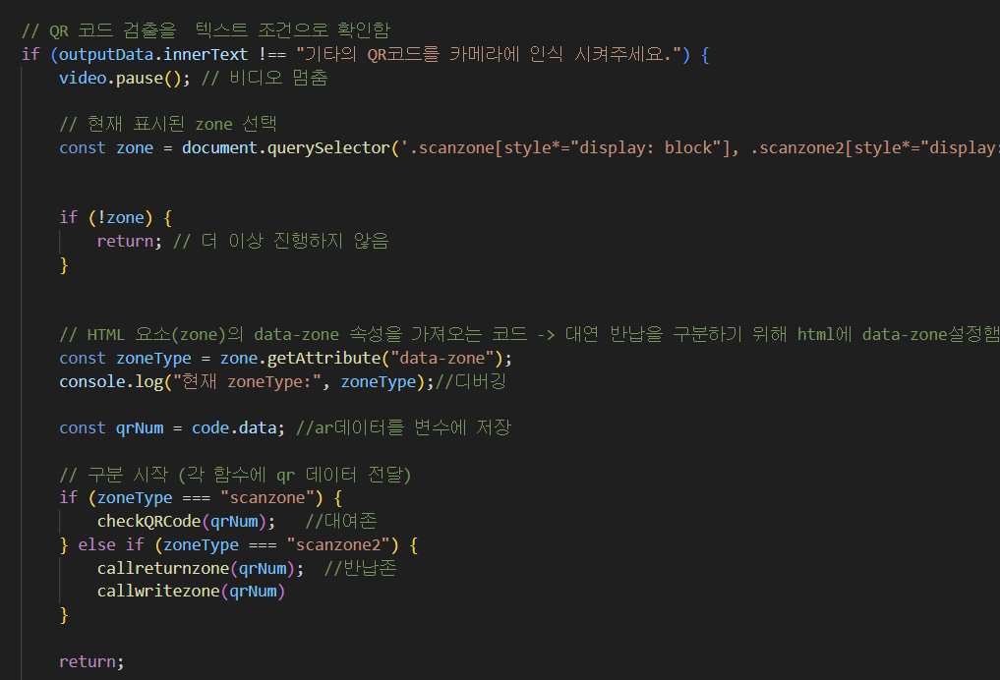 // QR 코드 검출을  텍스트 조건으로 확인함
if (outputData.innerText !== "기타의 QR코드를 카메라에 인식 시켜주세요.") {
    video.pause(); // 비디오 멈춤
    // 현재 표시된 zone 선택
    const zone = document.querySelector('.scanzone[style*="display: block"], .scanzone2[style*="display:
    if (!zone) {
        return; // 더 이상 진행하지 않음
    }
    // HTML 요소(zone)의 data-zone 속성을 가져오는 코드 -> 대연 반납을 구분하기 위해 html에 data-zone설정햄
    const zoneType = zone.getAttribute("data-zone");
    console.log("현재 zoneType:", zoneType);//디버깅
    const qrNum = code.data; //ar데이터를 변수에 저장
    // 구분 시작 (각 함수에 qr 데이터 전달)
    if (zoneType === "scanzone") {
        checkQRCode(qrNum);   //대여존
    } else if (zoneType === "scanzone2") {
        callreturnzone(qrNum);  //반납존
        callwritezone(qrNum)
    }
    return;